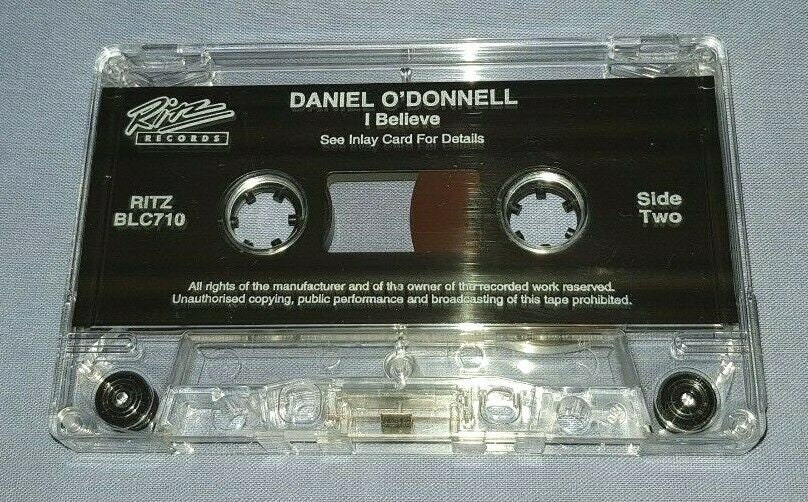 Ritz
RECORDS
DANIEL O'DONNELL
I Believe
See Inlay Card For Details
RITZ
BLC710
Side
Two
All rights of the manufacturer and of the owner of the recorded work reserved.
Unauthorised copying, public performance and broadcasting of this tape prohibited.